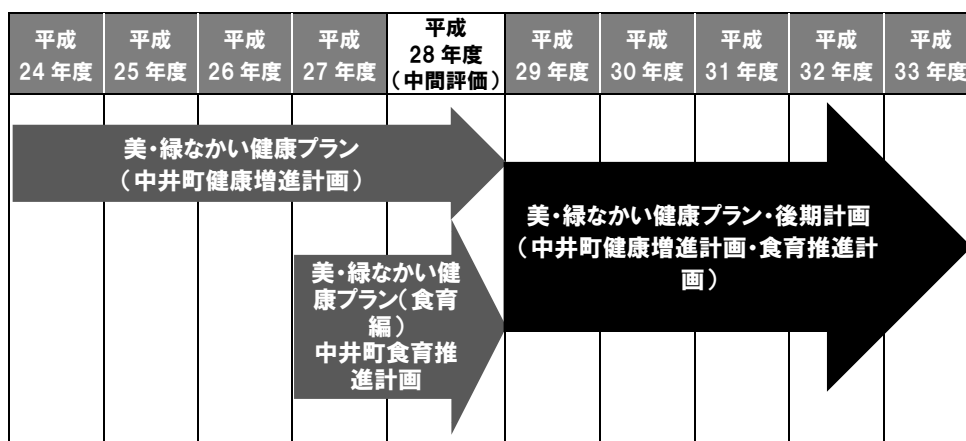 平成
24 年度
平成
25 年度
平成
26 年度
平成
27 年度
平成
28 年度
(中間評価)
平成
29 年度
平成
30 年度
平成
31 年度
平成
32 年度
平成
33 年度
美・緑なかい健康プラン
(中井町健康増進計画)
美・緑なかい健康プラン・後期計画
(中井町健康増進計画・食育推進計
画)
美・緑なかい健
康プラン(食育
編)
中井町食育推
進計画